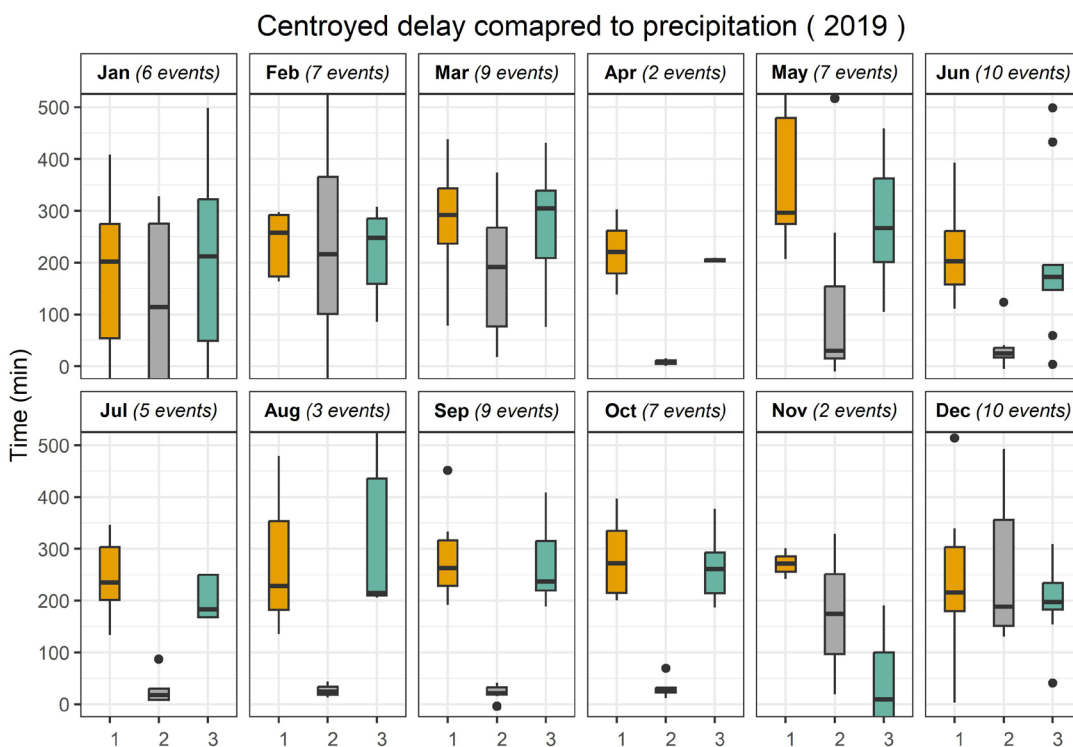 Centroyed delay comapred to precipitation ( 2019 )
Jan (6 events) Feb (7 events) Mar (9 events) Apr (2 events) May (7 events) Jun (10 events)
500
400
300
200
100
0
Time (min)
Jul (5 events) Aug (3 events) Sep (9 events) Oct (7 events) Nov (2 events) Dec (10 events)
500
400
300
200
100
0
1 2 3 1 2 3 1 2 3 1 2 3 1 2 3 1 2 3